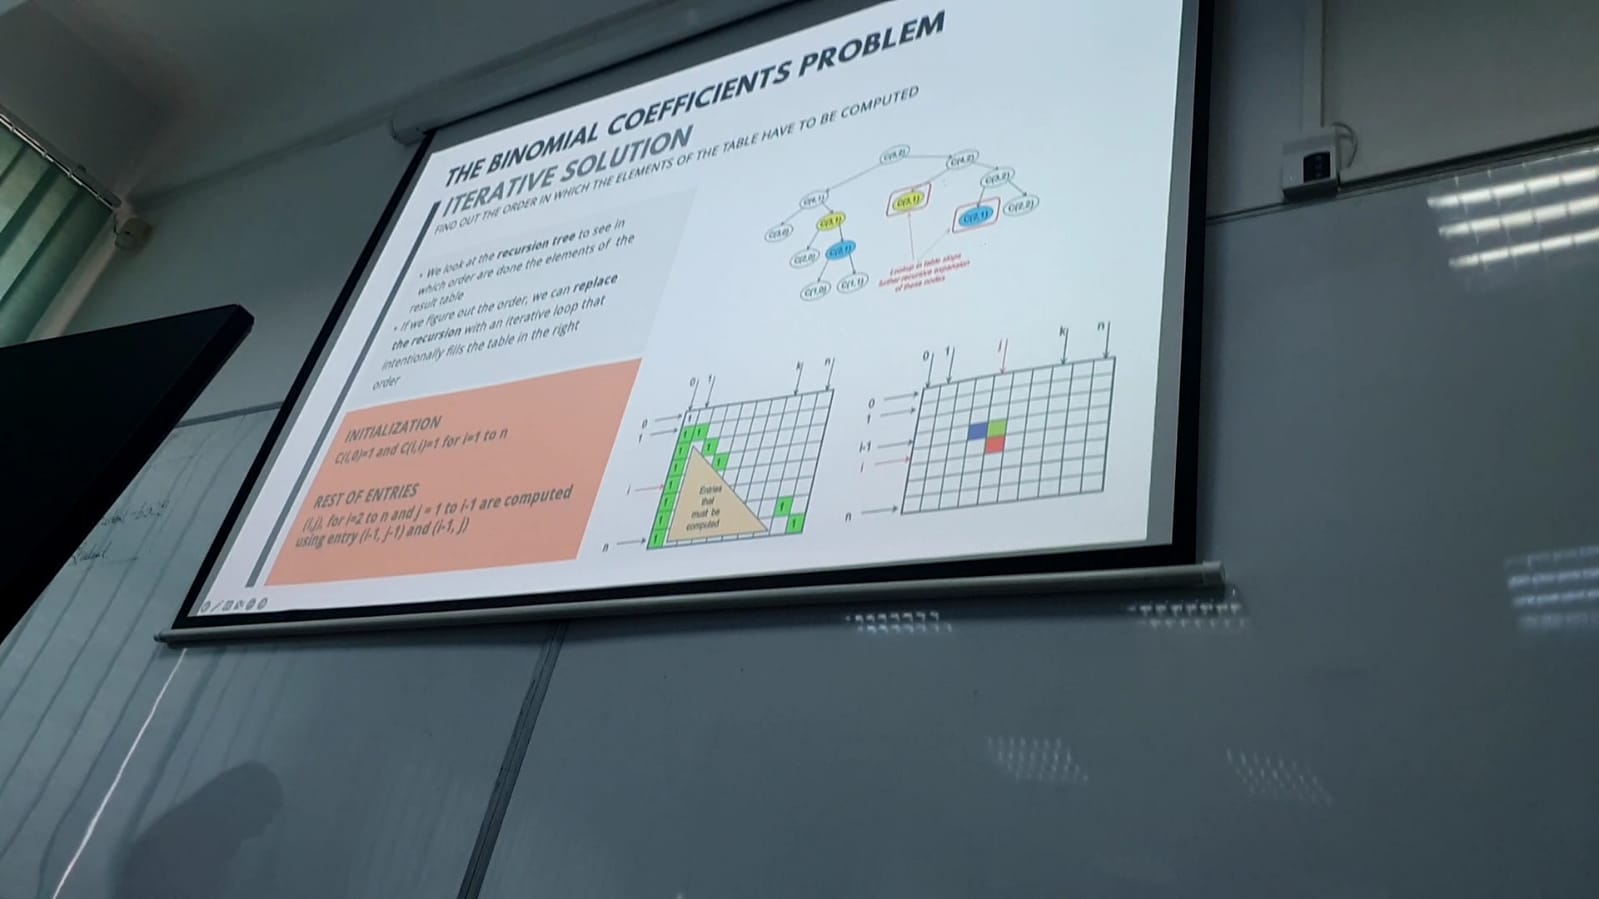 THE BINOMIAL COEFFICIENTS PROBLEM
ITERATIVE SOLUTION
FIND OUT THE ORDER IN WHICH THE ELEMENTS OF THE TABLE HAVE TO BE COMPUTED
• We look at the recursion tree to see in
which order are done the elements of the
result table
• If we figure out the order, we can replace
the recursion with an iterative loop that
intentionally fills the table in the right
order
INITIALIZATION
C(i,0)=1 and C(i,i)=1 for i=1 to n
REST OF ENTRIES
(i,j), for i=2 to n and j = 1 to i-1 are computed
using entry (i-1, j-1) and (i-1, j)
C(5,2)
C(4,1) C(4,2)
C(3,0) C(3,1) C(3,1) C(3,2)
C(2,0) C(2,1) C(2,1) C(2,2)
C(1,0) C(1,1)
Lookup in table stops
further recursive expansion
of these nodes
0 1 k n
0
1
i
n
1
1 1
1 1
1 1
1
1
1 1
1 1
1
Entries
that
must be
computed
0 1 j k n
0
1
i-1
i
n